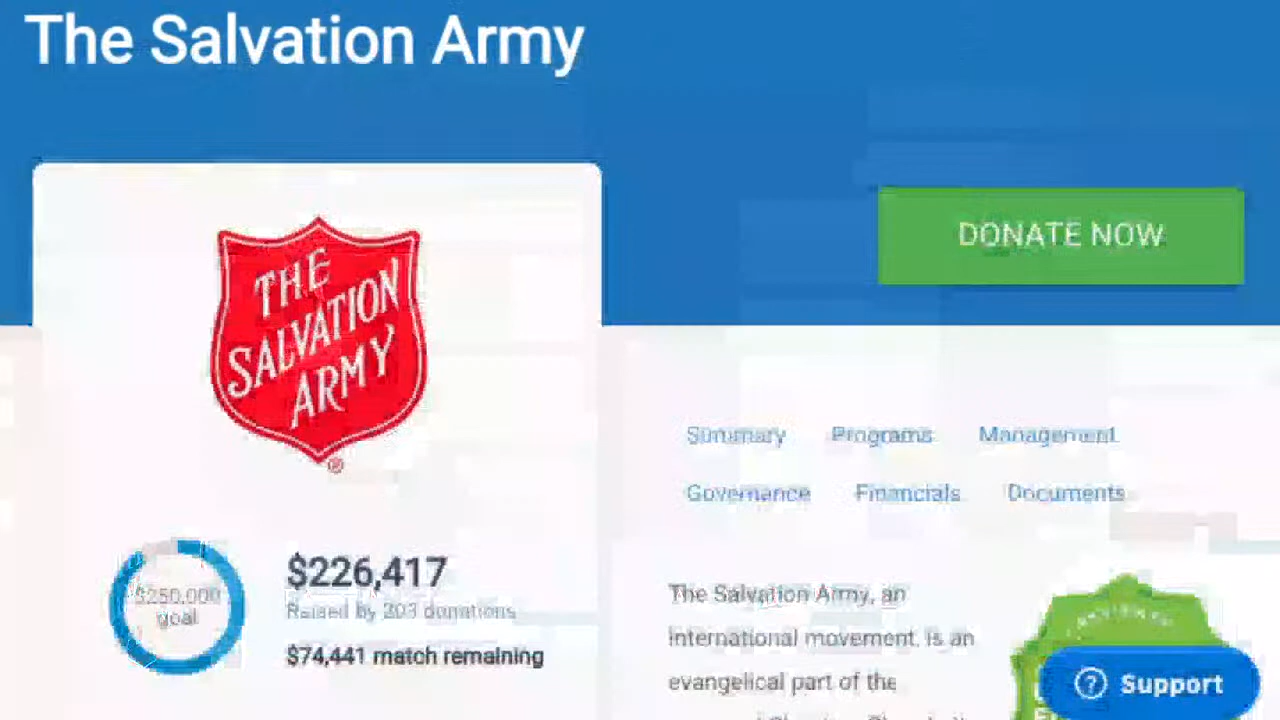 The Salvation Army
DONATE NOW
THE
SALVATION
ARMY
®
Summary Programs Management
Governance Financials Documents
$250,000
goal
$226,417
Raised by 203 donations
$74,441 match remaining
The Salvation Army, an
international movement, is an
evangelical part of the
Support